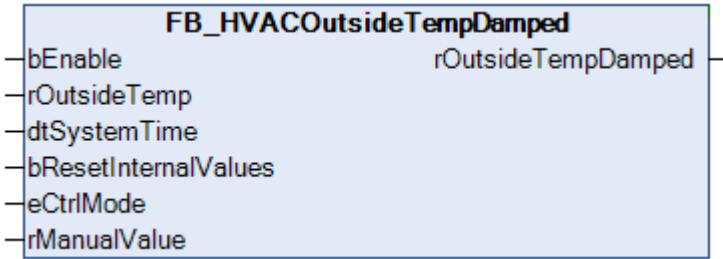 FB_HVACOutsideTempDamped
bEnable rOutsideTempDamped
rOutsideTemp
dtSystemTime
bResetInternalValues
eCtrlMode
rManualValue